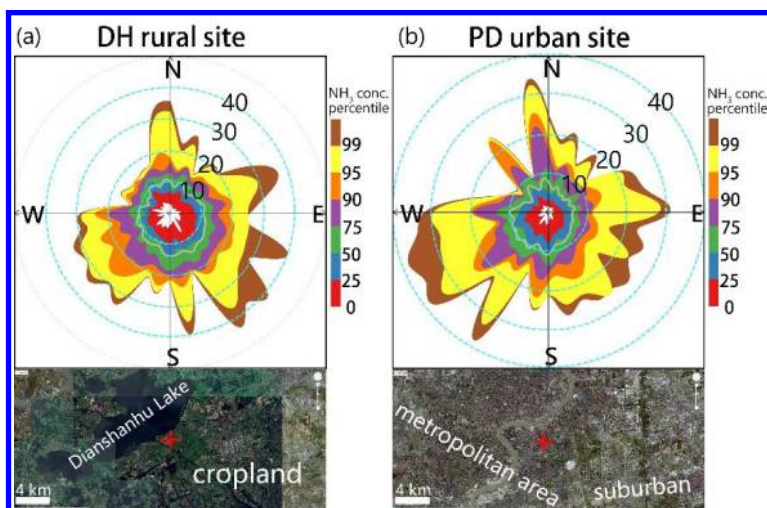 (a) DH rural site
N
40
30
20
10
W
E
S
NH₃ conc.
percentile
99
95
90
75
50
25
0
Dianshanhu Lake
cropland
4 km
(b) PD urban site
N
40
30
20
10
W
E
S
NH₃ conc.
percentile
99
95
90
75
50
25
0
metropolitan area
suburban
4 km